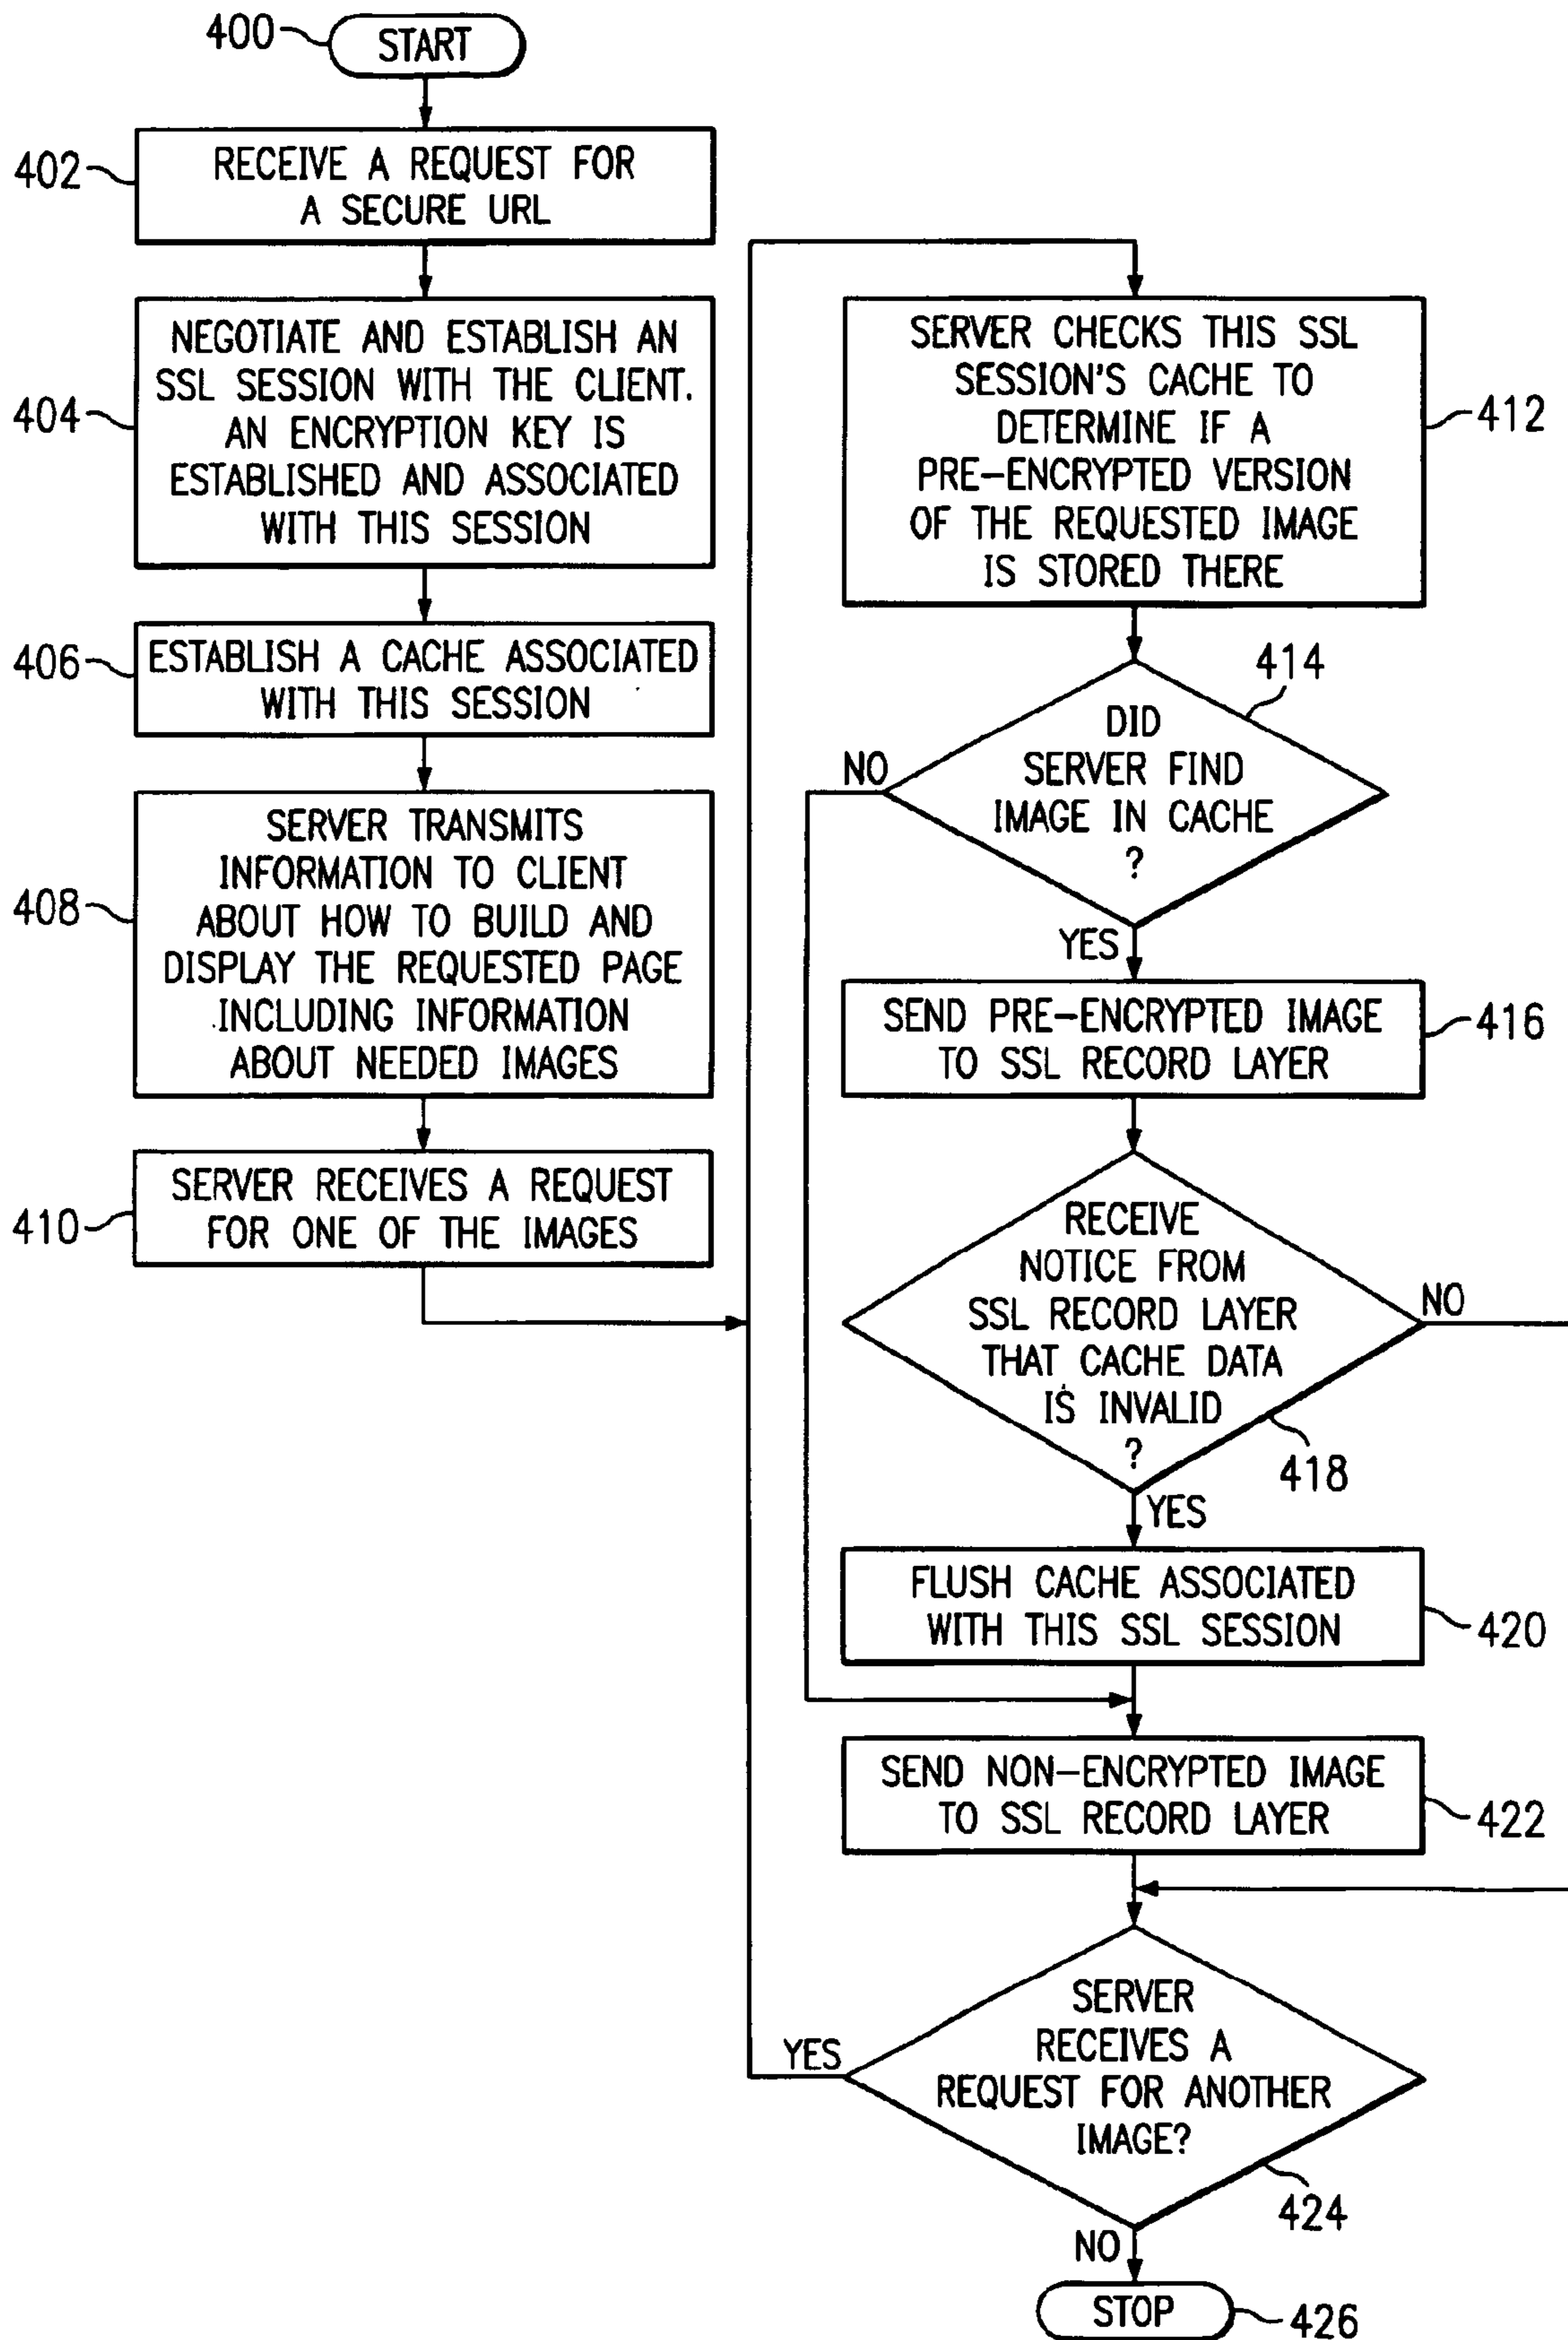 400
START
402
RECEIVE A REQUEST FOR
A SECURE URL
404
NEGOTIATE AND ESTABLISH AN
SSL SESSION WITH THE CLIENT.
AN ENCRYPTION KEY IS
ESTABLISHED AND ASSOCIATED
WITH THIS SESSION
406
ESTABLISH A CACHE ASSOCIATED
WITH THIS SESSION
408
SERVER TRANSMITS
INFORMATION TO CLIENT
ABOUT HOW TO BUILD AND
DISPLAY THE REQUESTED PAGE
INCLUDING INFORMATION
ABOUT NEEDED IMAGES
410
SERVER RECEIVES A REQUEST
FOR ONE OF THE IMAGES
SERVER CHECKS THIS SSL
SESSION'S CACHE TO
DETERMINE IF A
PRE-ENCRYPTED VERSION
OF THE REQUESTED IMAGE
IS STORED THERE
412
414
DID
SERVER FIND
IMAGE IN CACHE
?
NO
YES
SEND PRE-ENCRYPTED IMAGE
TO SSL RECORD LAYER
416
RECEIVE
NOTICE FROM
SSL RECORD LAYER
THAT CACHE DATA
IS INVALID
?
NO
418
YES
FLUSH CACHE ASSOCIATED
WITH THIS SSL SESSION
420
SEND NON-ENCRYPTED IMAGE
TO SSL RECORD LAYER
422
SERVER
RECEIVES A
REQUEST FOR ANOTHER
IMAGE?
YES
424
NO
STOP
426